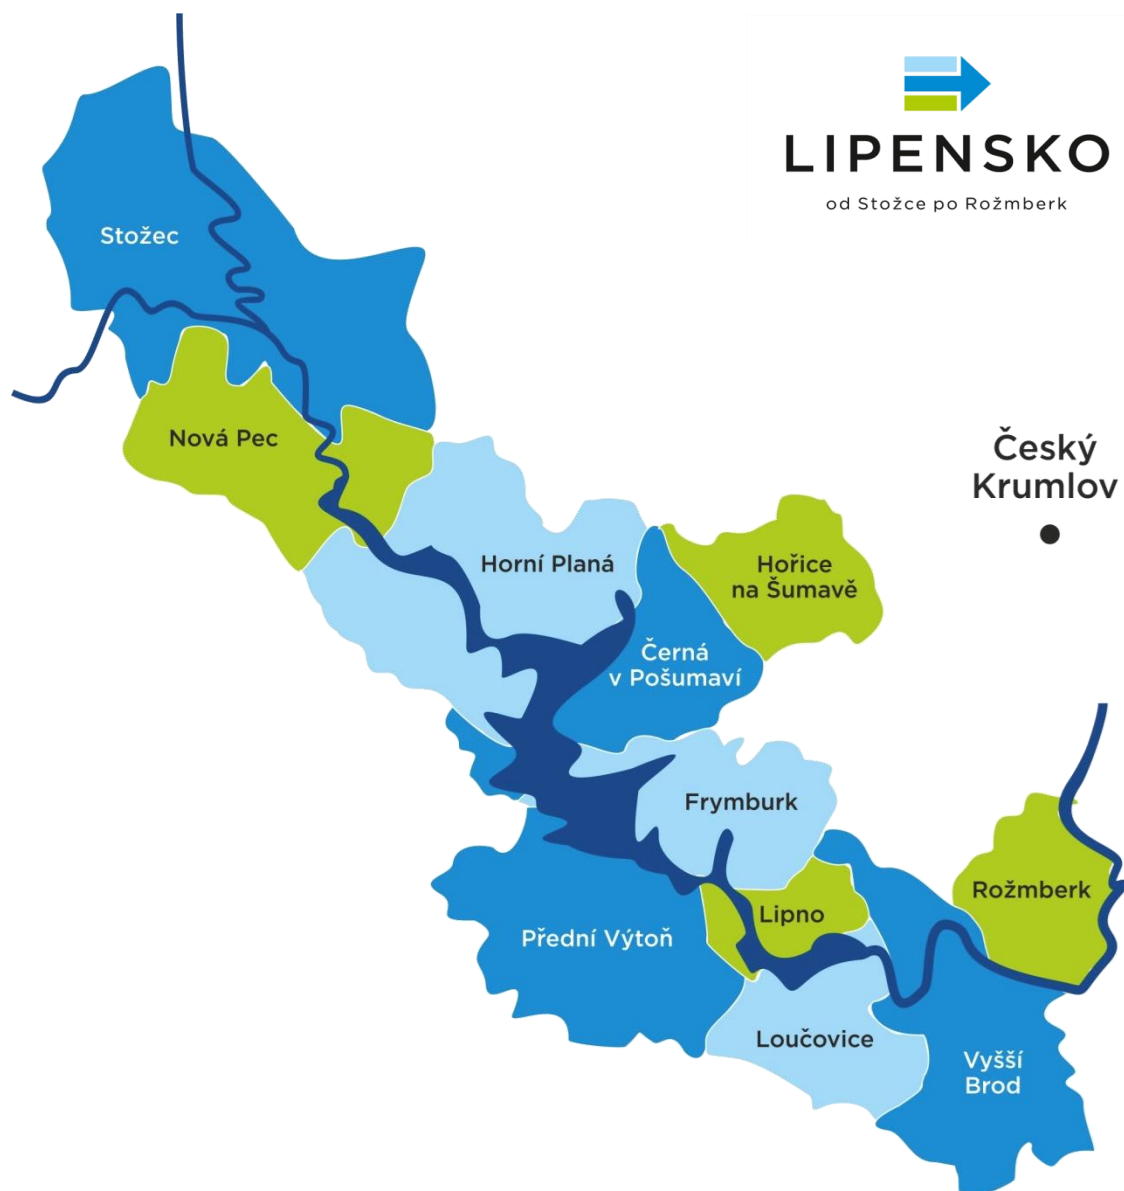 LIPENSKO
od Stožce po Rožmberk
Stožec
Nová Pec
Český
Krumlov
Horní Planá
Hořice
na Šumavě
Černá
v Pošumaví
Frymburk
Rožmberk
Lipno
Přední Výtoň
Loučovice
Vyšší
Brod